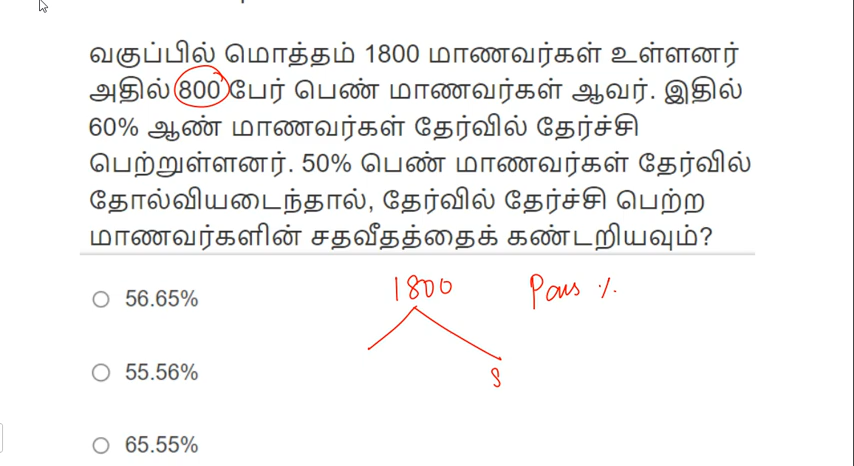 வகுப்பில் மொத்தம் 1800 மாணவர்கள் உள்ளனர்
அதில் 800 பேர் பெண் மாணவர்கள் ஆவர். இதில்
60% ஆண் மாணவர்கள் தேர்வில் தேர்ச்சி
பெற்றுள்ளனர். 50% பெண் மாணவர்கள் தேர்வில்
தோல்வியடைந்தால், தேர்வில் தேர்ச்சி பெற்ற
மாணவர்களின் சதவீதத்தைக் கண்டறியவும்?
56.65%
1800 Pass %
55.56%
65.55%